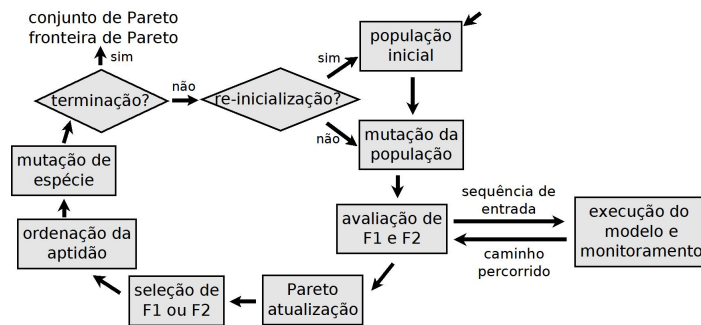 conjunto de Pareto
fronteira de Pareto
sim
terminação?
não
re-inicialização?
sim
não
população
inicial
mutação da
população
avaliação de
F1 e F2
sequência de
entrada
caminho
percorrido
execução do
modelo e
monitoramento
Pareto
atualização
seleção de
F1 ou F2
ordenação da
aptidão
mutação de
espécie